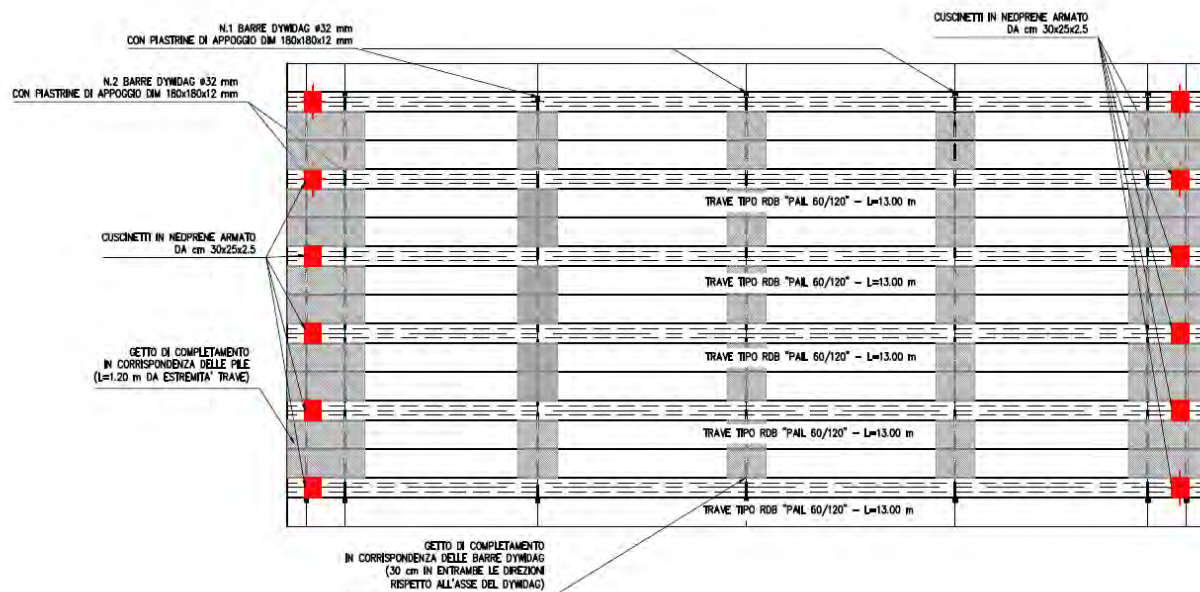 N.1 BARRE DYWIDAG ø32 mm
CON PIASTRINE DI APPOGGIO DIM 180x180x12 mm
CUSCINETTI IN NEOPRENE ARMATO
DA cm 30x25x2.5
N.2 BARRE DYWIDAG ø32 mm
CON PIASTRINE DI APPOGGIO DIM 180x180x12 mm
TRAVE TIPO RDB "PAIL 60/120" – L=13.00 m
CUSCINETTI IN NEOPRENE ARMATO
DA cm 30x25x2.5
TRAVE TIPO RDB "PAIL 60/120" – L=13.00 m
GETTO DI COMPLETAMENTO
IN CORRISPONDENZA DELLE PILE
(L=1.20 m DA ESTREMITA' TRAVE)
TRAVE TIPO RDB "PAIL 60/120" – L=13.00 m
TRAVE TIPO RDB "PAIL 60/120" – L=13.00 m
TRAVE TIPO RDB "PAIL 60/120" – L=13.00 m
GETTO DI COMPLETAMENTO
IN CORRISPONDENZA DELLE BARRE DYWIDAG
(30 cm IN ENTRAMBE LE DIREZIONI
RISPETTO ALL'ASSE DEL DYWIDAG)